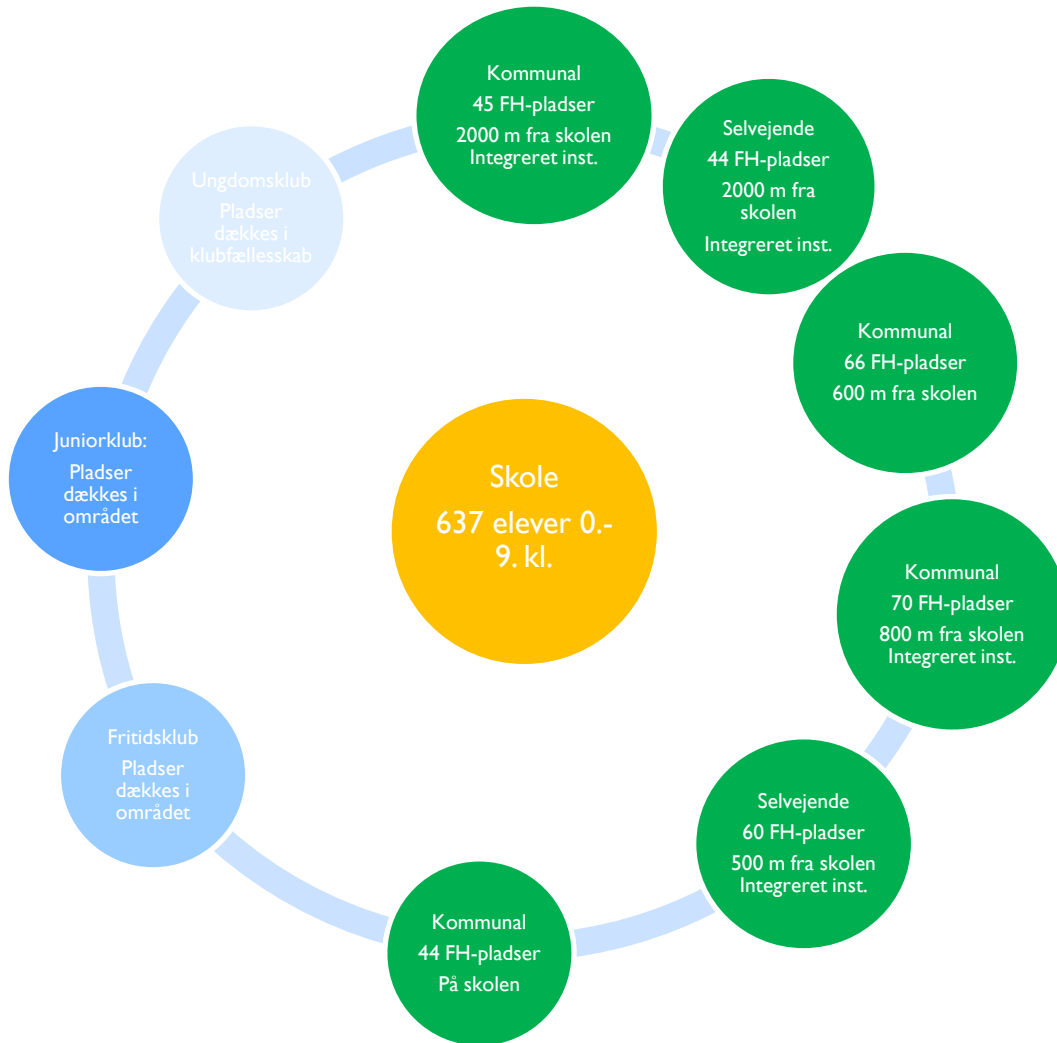 Kommunal
45 FH-pladser
2000 m fra skolen
Integreret inst.
Selvejende
44 FH-pladser
2000 m fra
skolen
Integreret inst.
Kommunal
66 FH-pladser
600 m fra skolen
Kommunal
70 FH-pladser
800 m fra skolen
Integreret inst.
Selvejende
60 FH-pladser
500 m fra skolen
Integreret inst.
Kommunal
44 FH-pladser
På skolen
Fritidsklub
Pladser
dækkes i
området
Juniorklub:
Pladser
dækkes i
området
Ungdomsklub
Pladser
dækkes i
klubfællesskab
Skole
637 elever 0.-
9. kl.